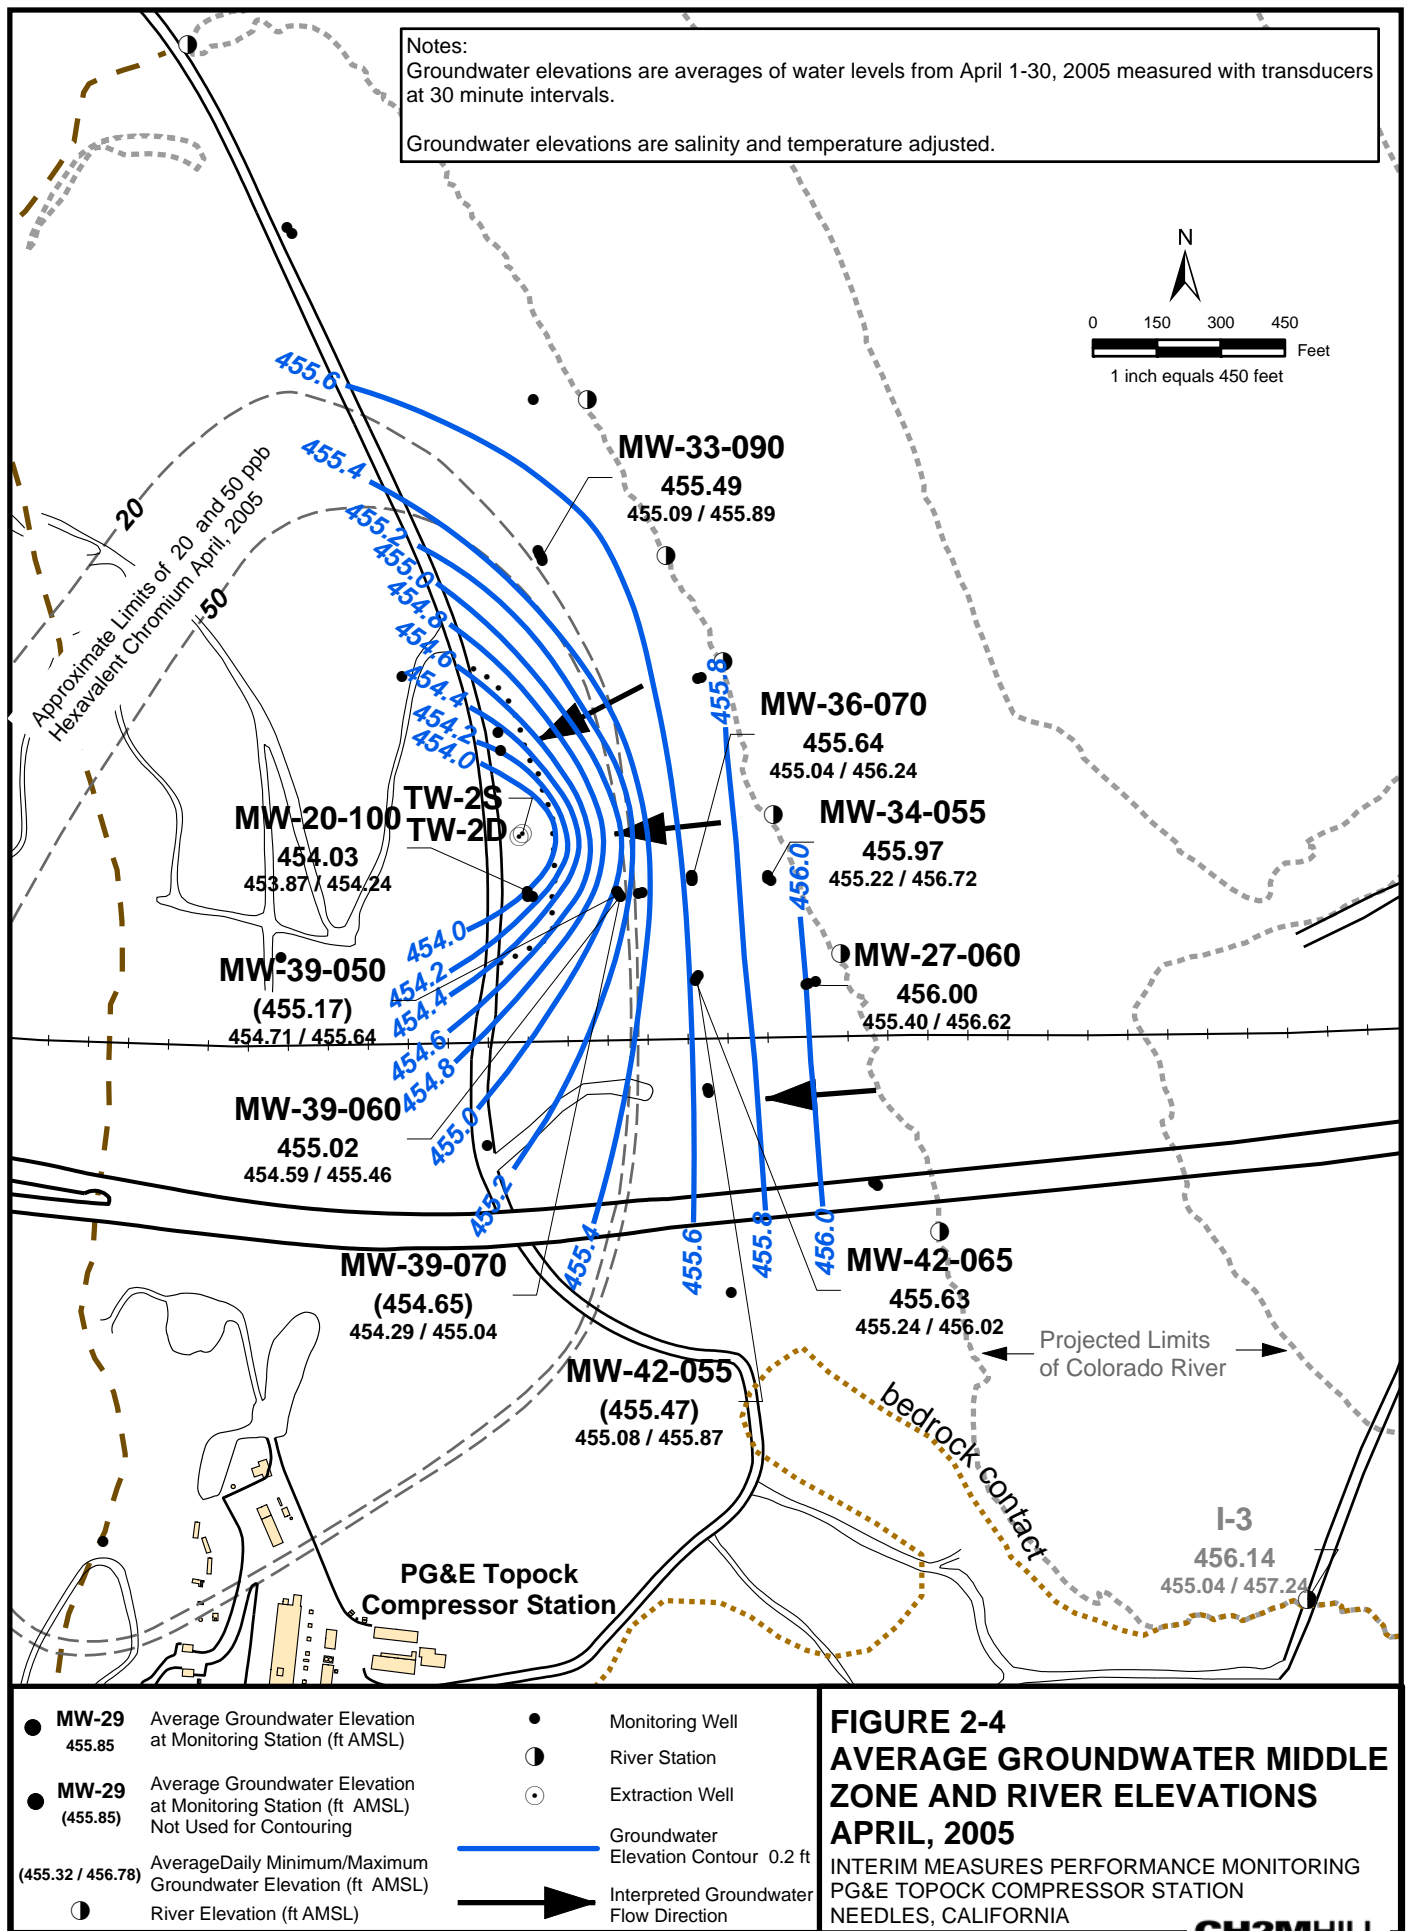 Notes:
Groundwater elevations are averages of water levels from April 1-30, 2005 measured with transducers
at 30 minute intervals.
Groundwater elevations are salinity and temperature adjusted.
N
0 150 300 450
Feet
1 inch equals 450 feet
455.6
455.4
455.2
455.0
454.8
454.6
454.4
454.2
454.0
20
50
Approximate Limits of 20 and 50 ppb
Hexavalent Chromium April, 2005
MW-33-090
455.49
455.09 / 455.89
455.8
MW-36-070
455.64
455.04 / 456.24
MW-34-055
455.97
455.22 / 456.72
456.0
TW-2S
TW-2D
MW-20-100
454.03
453.87 / 454.24
MW-27-060
456.00
455.40 / 456.62
MW-39-050
(455.17)
454.71 / 455.64
454.0
454.2
454.4
454.6
454.8
455.0
455.2
455.4
455.6
455.8
456.0
MW-39-060
455.02
454.59 / 455.46
MW-39-070
(454.65)
454.29 / 455.04
MW-42-065
455.63
455.24 / 456.02
MW-42-055
(455.47)
455.08 / 455.87
Projected Limits
of Colorado River
bedrock contact
I-3
456.14
455.04 / 457.24
PG&E Topock
Compressor Station
MW-29
455.85
Average Groundwater Elevation
at Monitoring Station (ft AMSL)
MW-29
(455.85)
Average Groundwater Elevation
at Monitoring Station (ft AMSL)
Not Used for Contouring
(455.32 / 456.78)
AverageDaily Minimum/Maximum
Groundwater Elevation (ft AMSL)
River Elevation (ft AMSL)
Monitoring Well
River Station
Extraction Well
Groundwater
Elevation Contour 0.2 ft
Interpreted Groundwater
Flow Direction
FIGURE 2-4
AVERAGE GROUNDWATER MIDDLE
ZONE AND RIVER ELEVATIONS
APRIL, 2005
INTERIM MEASURES PERFORMANCE MONITORING
PG&E TOPOCK COMPRESSOR STATION
NEEDLES, CALIFORNIA
CH2MHILL